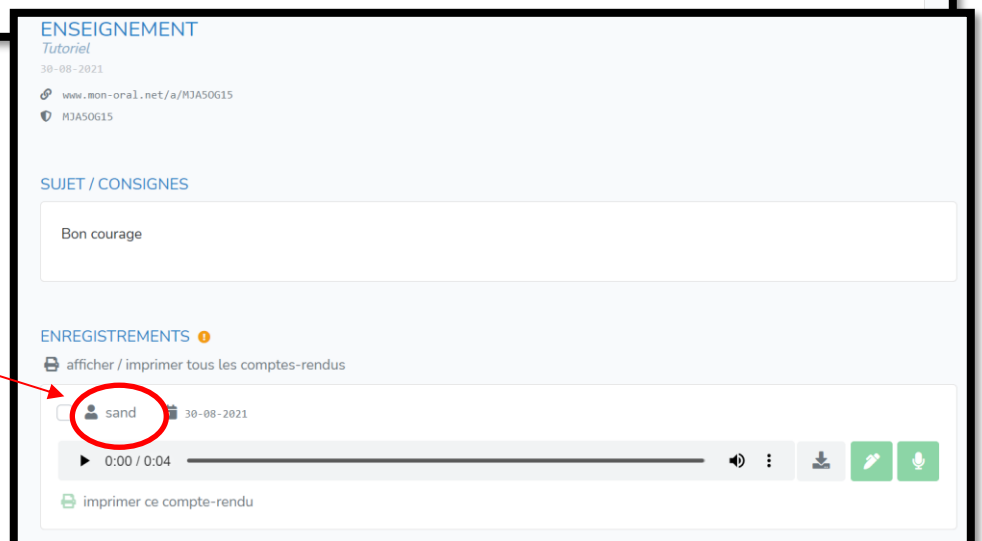 ENSEIGNEMENT
Tutoriel
30-08-2021
www.mon-oral.net/a/MJA5OG15
MJA5OG15
SUJET / CONSIGNES
Bon courage
ENREGISTREMENTS
afficher / imprimer tous les comptes-rendus
sand 30-08-2021
0:00 / 0:04
imprimer ce compte-rendu